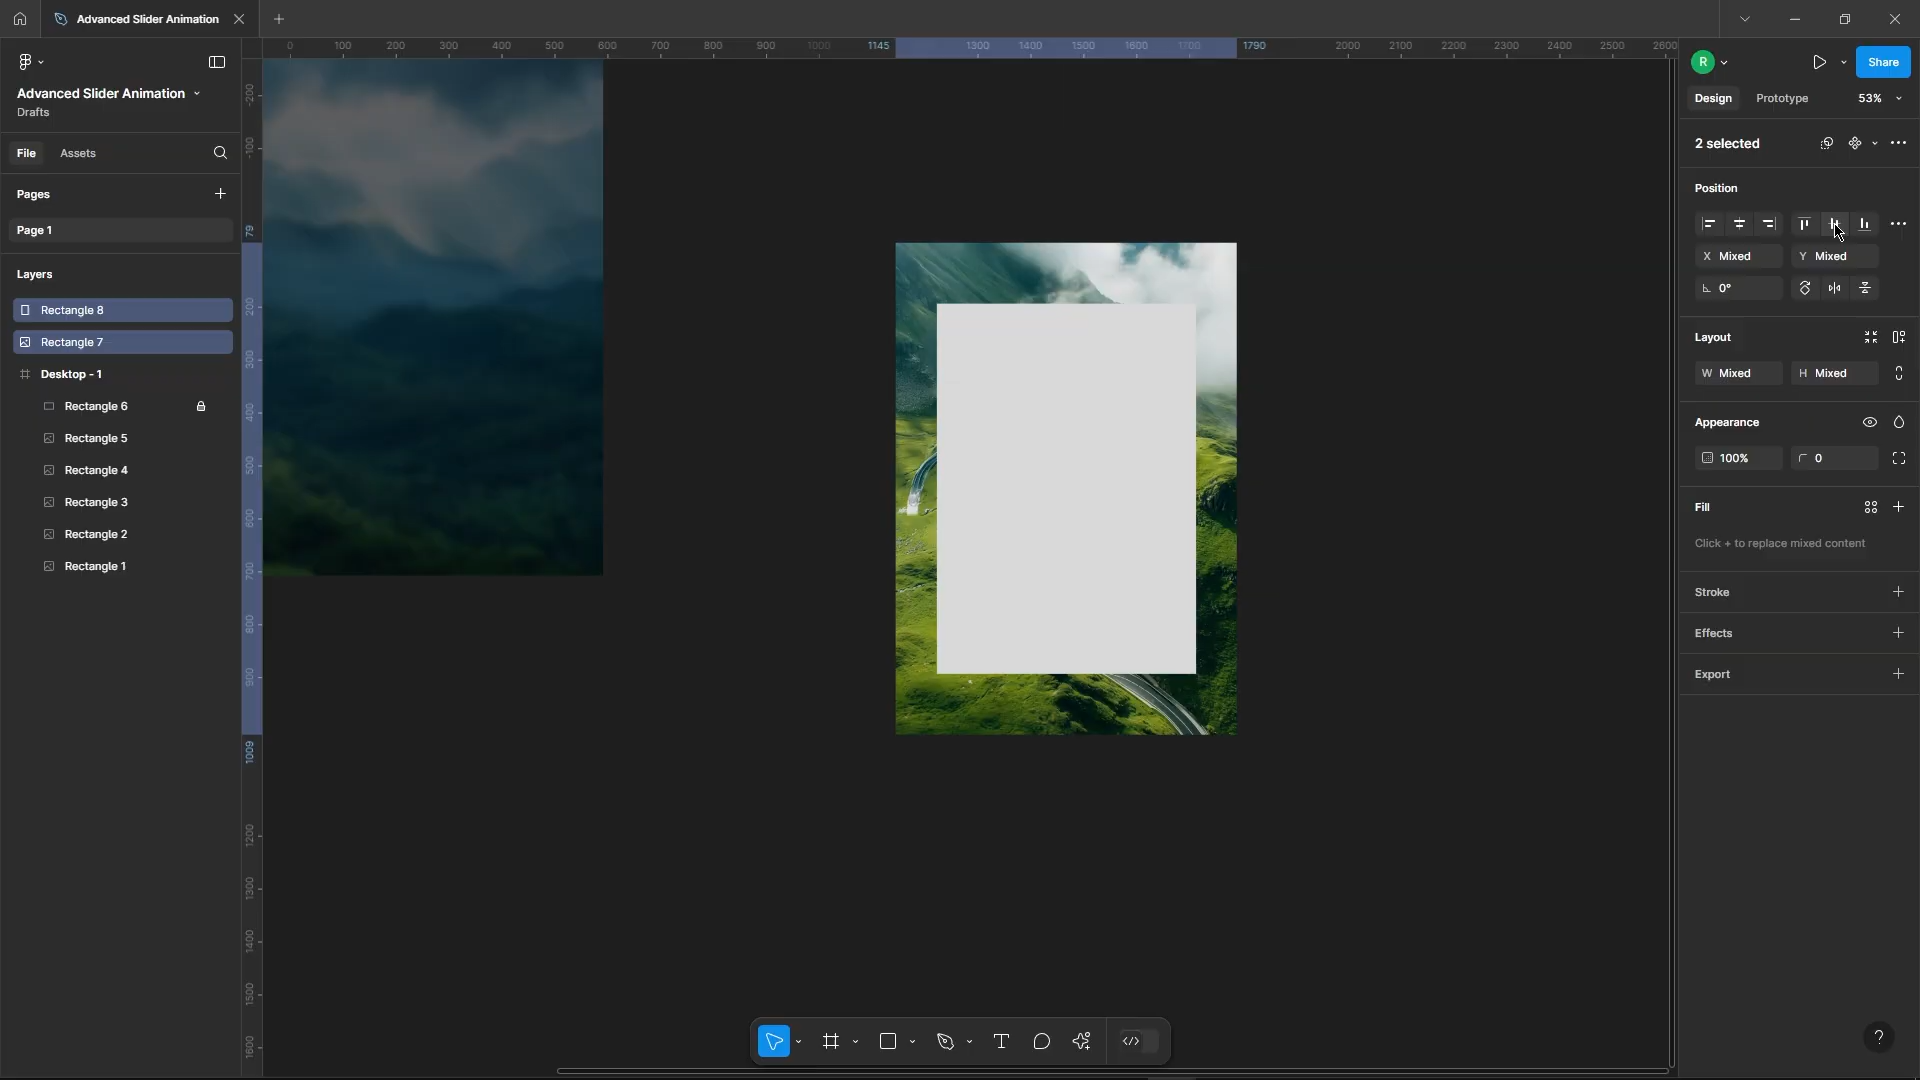 Advanced Slider Animation
100 200 300 400 500 600 700 800 900 1000 1145 1300 1400 1500 1600 1700 1790 2000 2100 2200 2300 2400 2500 2600
R
Share
Advanced Slider Animation
Drafts
Design Prototype 53%
2 selected
File Assets
Position
Pages
Page 1
X Mixed Y Mixed
Layers
0°
Rectangle 8
Layout
Rectangle 7
W Mixed H Mixed
Desktop - 1
Rectangle 6
Appearance
Rectangle 5
100% 0
Rectangle 4
Rectangle 3
Fill
Rectangle 2
Click + to replace mixed content
Rectangle 1
Stroke
Effects
Export
-200
-100
79
200
300
400
500
600
700
800
900
1009
1200
1300
1400
1500
1600
T
?